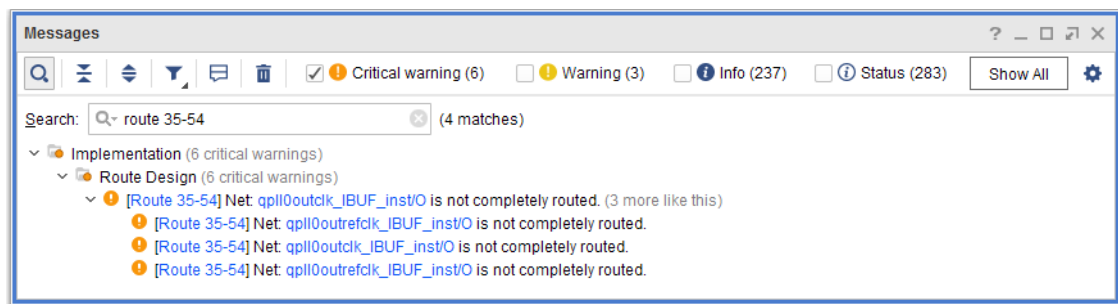 Messages
Critical warning (6) Warning (3) Info (237) Status (283) Show All
Search: route 35-54 (4 matches)
Implementation (6 critical warnings)
Route Design (6 critical warnings)
[Route 35-54] Net: qpll0outclk_IBUF_inst/O is not completely routed. (3 more like this)
[Route 35-54] Net: qpll0outrefclk_IBUF_inst/O is not completely routed.
[Route 35-54] Net: qpll0outclk_IBUF_inst/O is not completely routed.
[Route 35-54] Net: qpll0outrefclk_IBUF_inst/O is not completely routed.